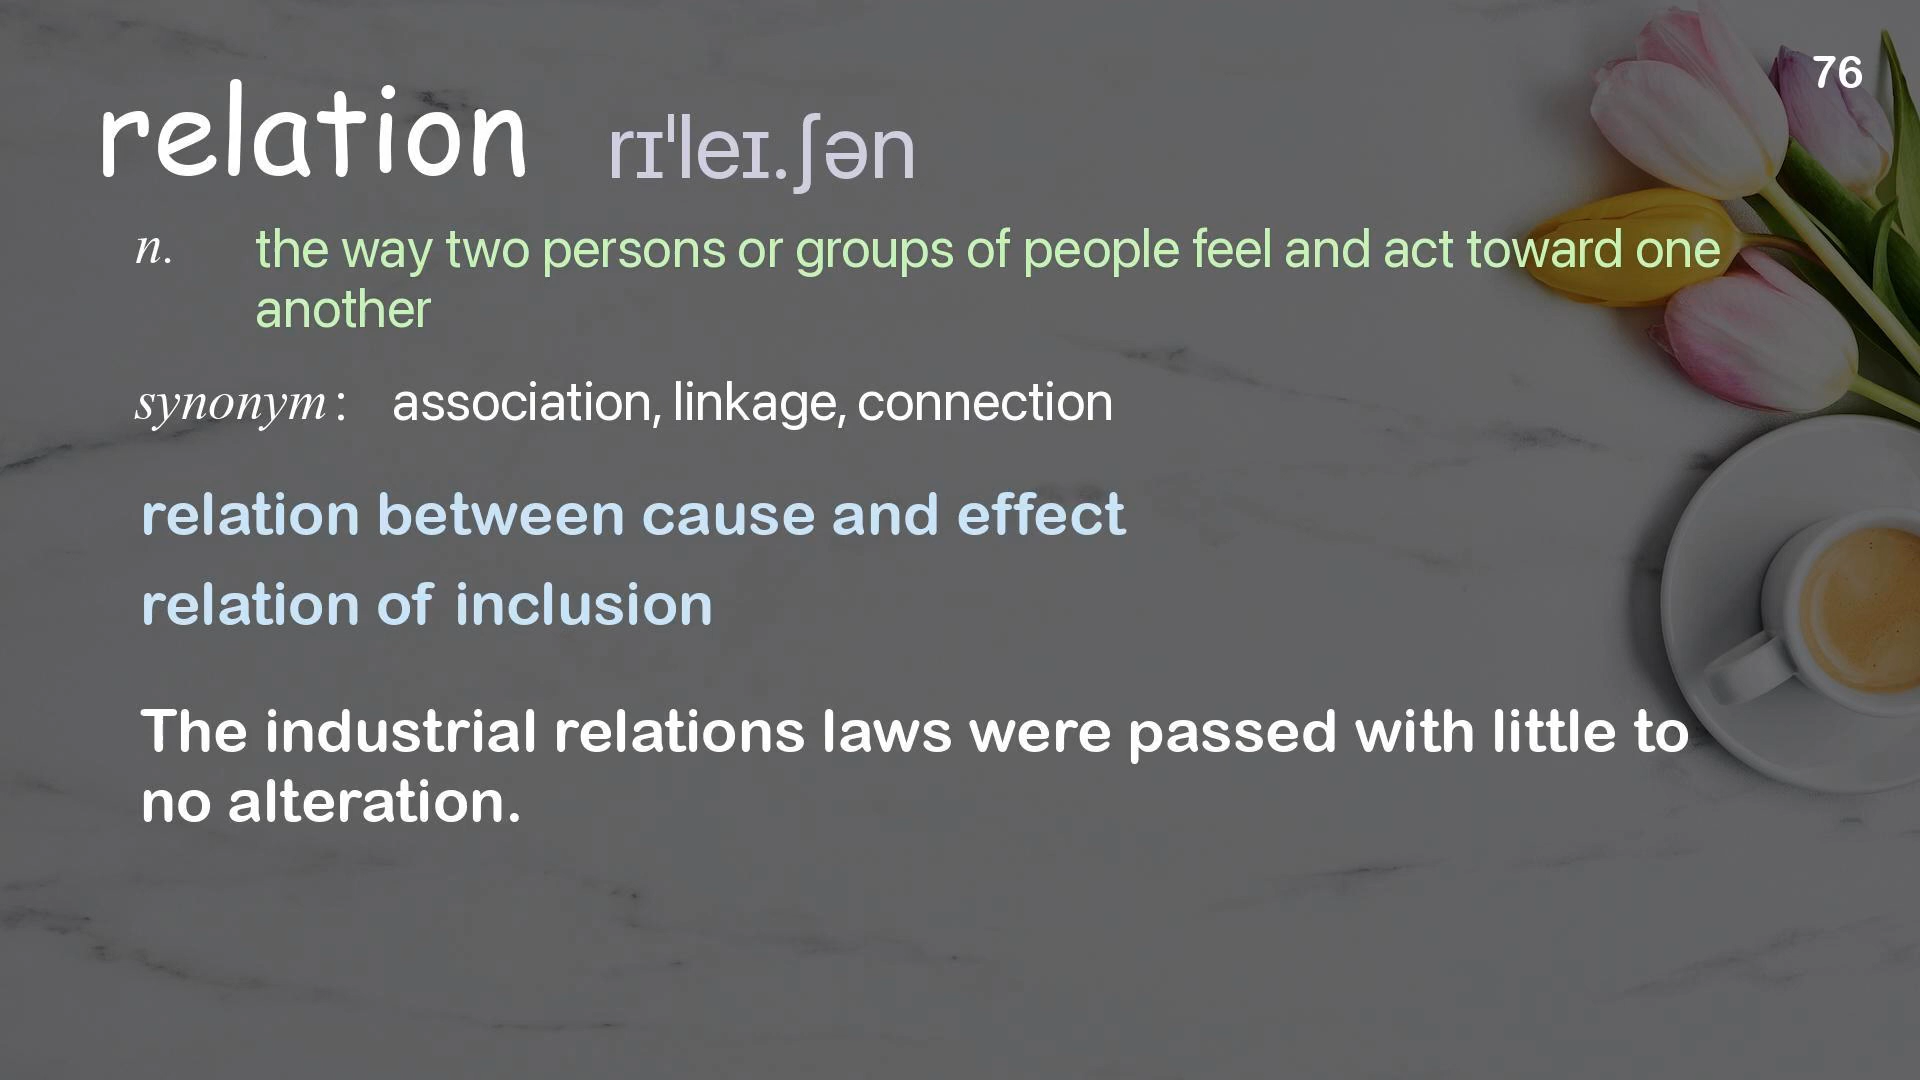 76
relation rɪˈleɪ.ʃən
n. the way two persons or groups of people feel and act toward one
another
synonym: association, linkage, connection
relation between cause and effect
relation of inclusion
The industrial relations laws were passed with little to
no alteration.